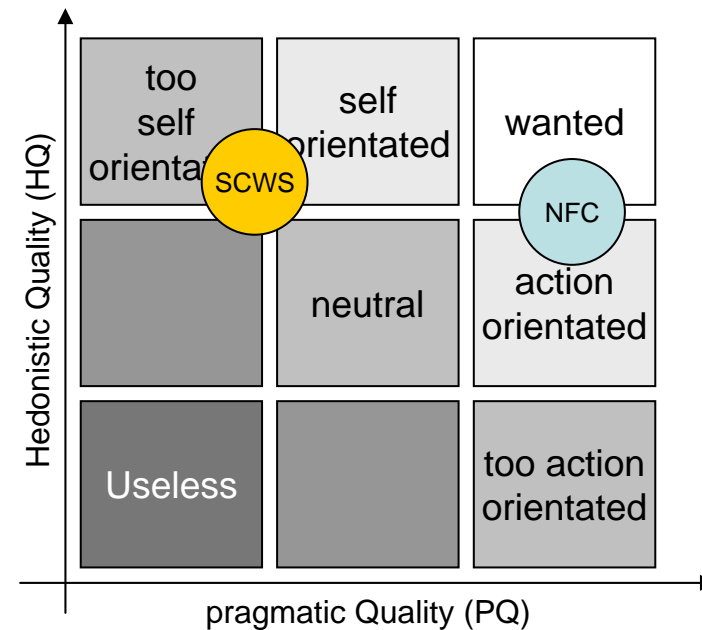 Hedonistic Quality (HQ)
too
self
SCWS
self
orientated
wanted
NFC
neutral
action
orientated
Useless
too action
orientated
pragmatic Quality (PQ)